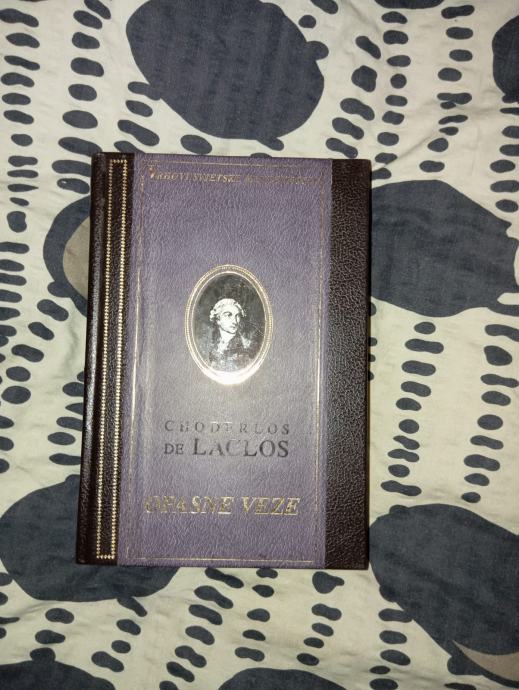 VRHOVI SVJETSKE
CHODERLOS
DE LACLOS
OPASNE VEZE